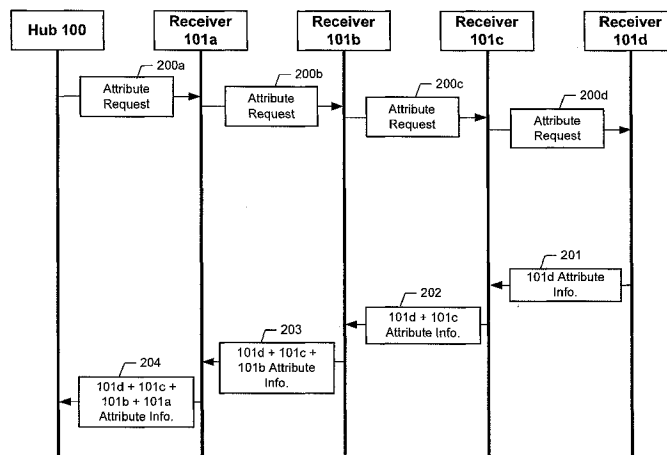 Hub 100
Receiver
101a
Receiver
101b
Receiver
101c
Receiver
101d
200a
Attribute
Request
200b
Attribute
Request
200c
Attribute
Request
200d
Attribute
Request
201
101d Attribute
Info.
202
101d + 101c
Attribute Info.
203
101d + 101c +
101b Attribute
Info.
204
101d + 101c +
101b + 101a
Attribute Info.